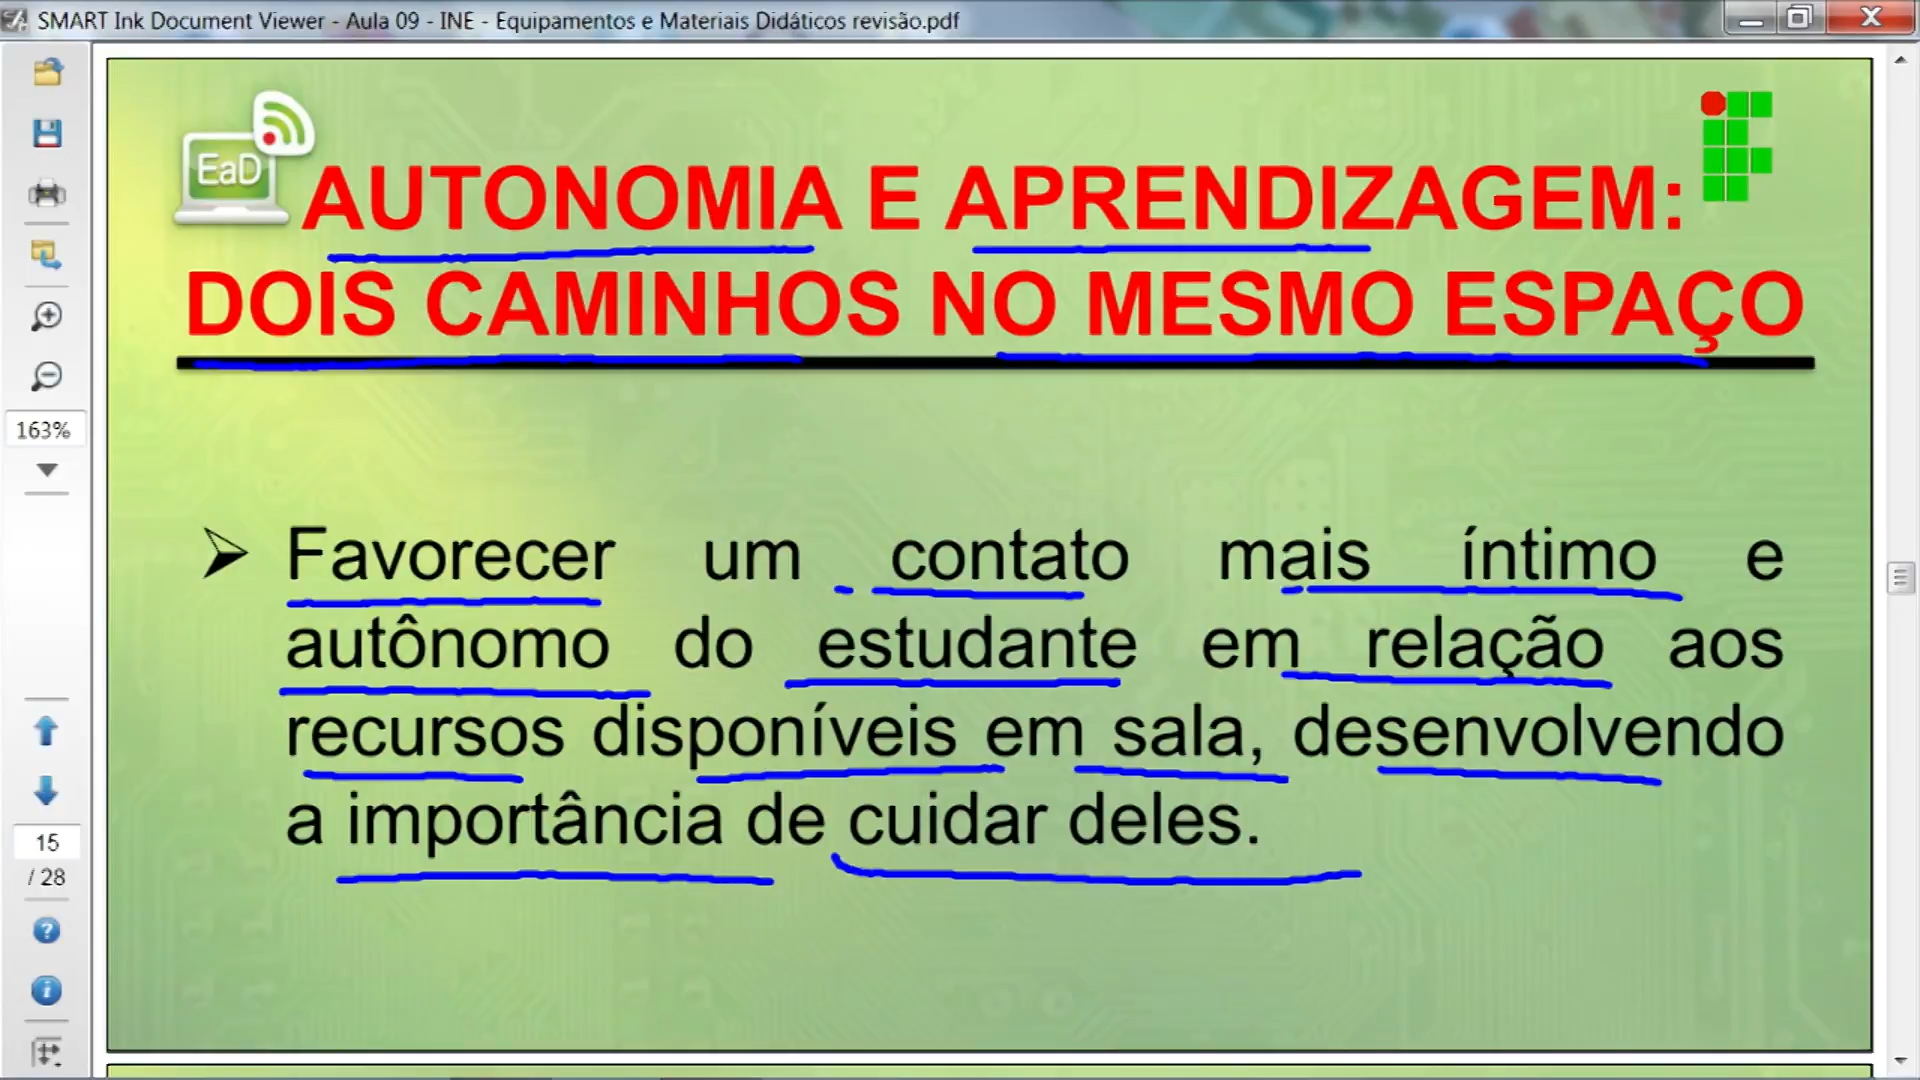 SMART Ink Document Viewer - Aula 09 - INE - Equipamentos e Materiais Didáticos revisão.pdf
EaD
AUTONOMIA E APRENDIZAGEM:
DOIS CAMINHOS NO MESMO ESPAÇO
163%
Favorecer um contato mais íntimo e
autônomo do estudante em relação aos
recursos disponíveis em sala, desenvolvendo
a importância de cuidar deles.
15
/ 28